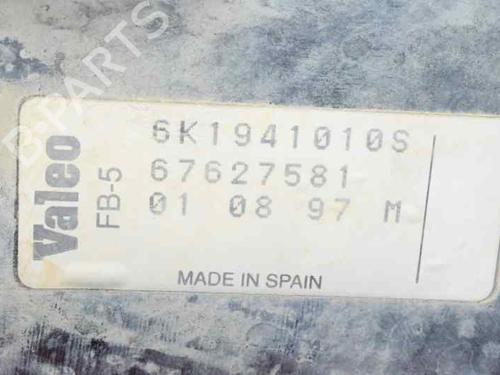 B-PARTS
Valeo
FB-5
6K1941010S
67627581
01 08 97 M
MADE IN SPAIN